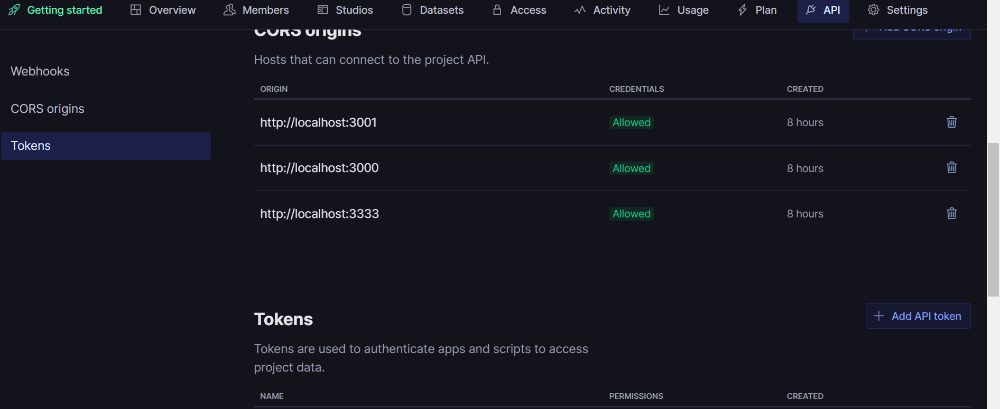 Getting started Overview Members Studios Datasets Access Activity Usage Plan API Settings
CORS origins
Add CORS origin
Hosts that can connect to the project API.
Webhooks
CORS origins
Tokens
ORIGIN CREDENTIALS CREATED
http://localhost:3001 Allowed 8 hours
http://localhost:3000 Allowed 8 hours
http://localhost:3333 Allowed 8 hours
Tokens
Add API token
Tokens are used to authenticate apps and scripts to access
project data.
NAME PERMISSIONS CREATED